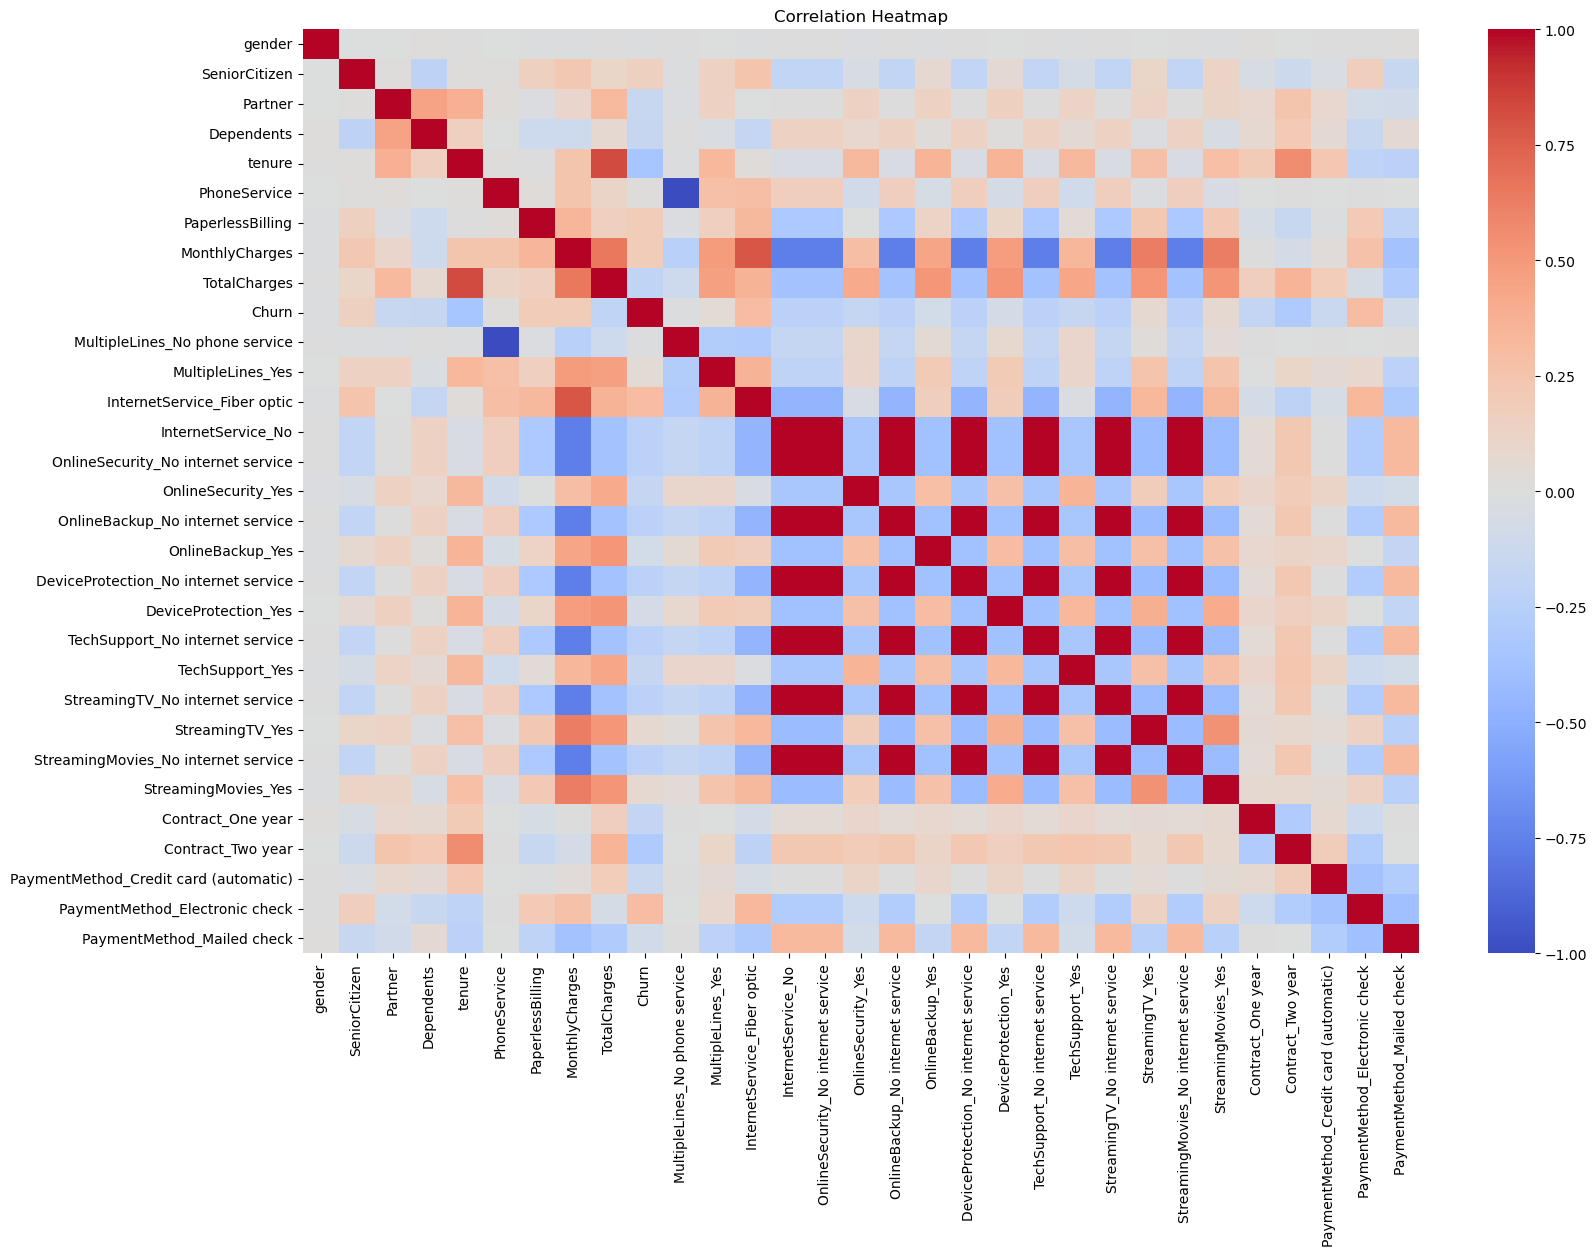 Correlation Heatmap
gender
SeniorCitizen
Partner
Dependents
tenure
PhoneService
PaperlessBilling
MonthlyCharges
TotalCharges
Churn
MultipleLines_No phone service
MultipleLines_Yes
InternetService_Fiber optic
InternetService_No
OnlineSecurity_No internet service
OnlineSecurity_Yes
OnlineBackup_No internet service
OnlineBackup_Yes
DeviceProtection_No internet service
DeviceProtection_Yes
TechSupport_No internet service
TechSupport_Yes
StreamingTV_No internet service
StreamingTV_Yes
StreamingMovies_No internet service
StreamingMovies_Yes
Contract_One year
Contract_Two year
PaymentMethod_Credit card (automatic)
PaymentMethod_Electronic check
PaymentMethod_Mailed check
gender
SeniorCitizen
Partner
Dependents
tenure
PhoneService
PaperlessBilling
MonthlyCharges
TotalCharges
Churn
MultipleLines_No phone service
MultipleLines_Yes
InternetService_Fiber optic
InternetService_No
OnlineSecurity_No internet service
OnlineSecurity_Yes
OnlineBackup_No internet service
OnlineBackup_Yes
DeviceProtection_No internet service
DeviceProtection_Yes
TechSupport_No internet service
TechSupport_Yes
StreamingTV_No internet service
StreamingTV_Yes
StreamingMovies_No internet service
StreamingMovies_Yes
Contract_One year
Contract_Two year
PaymentMethod_Credit card (automatic)
PaymentMethod_Electronic check
PaymentMethod_Mailed check
1.00
0.75
0.50
0.25
0.00
−0.25
−0.50
−0.75
−1.00